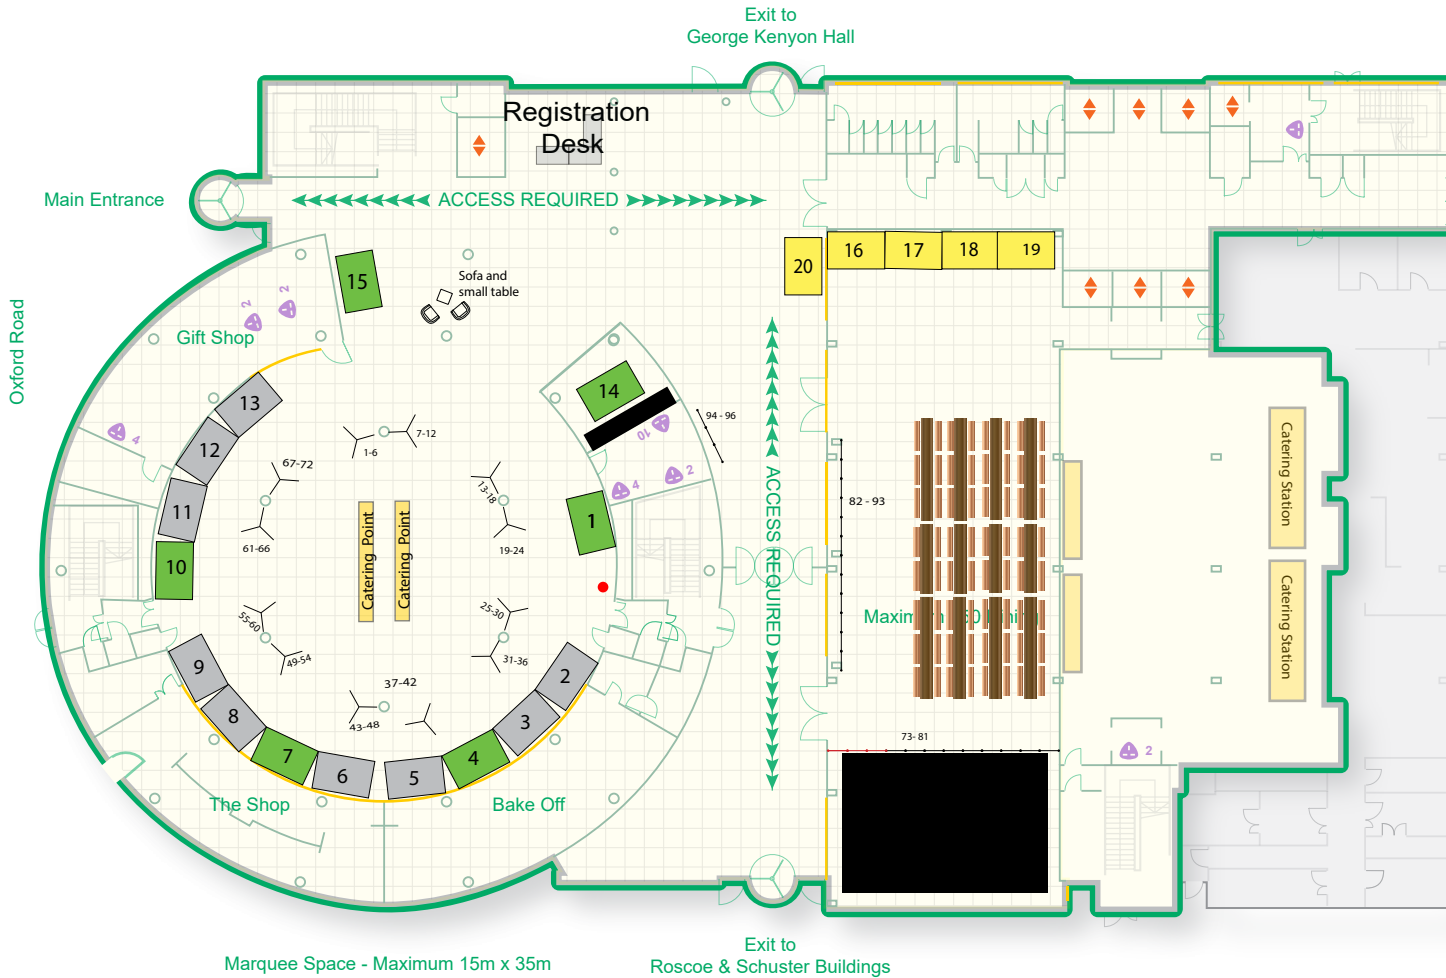 Exit to
George Kenyon Hall
Registration
Desk
Main Entrance
ACCESS REQUIRED
Oxford Road
Gift Shop
2
2
15
Sofa and
small table
20
16
17
18
19
14
10
94 - 96
13
12
11
10
4
1-6
7-12
67-72
61-66
13-18
19-24
4
2
1
Catering Point
Catering Point
ACCESS REQUIRED
82 - 93
Catering Station
Catering Station
55-60
49-54
25-30
31-36
37-42
43-48
9
8
7
6
5
4
3
2
73- 81
2
The Shop
Bake Off
Marquee Space - Maximum 15m x 35m
Exit to
Roscoe & Schuster Buildings